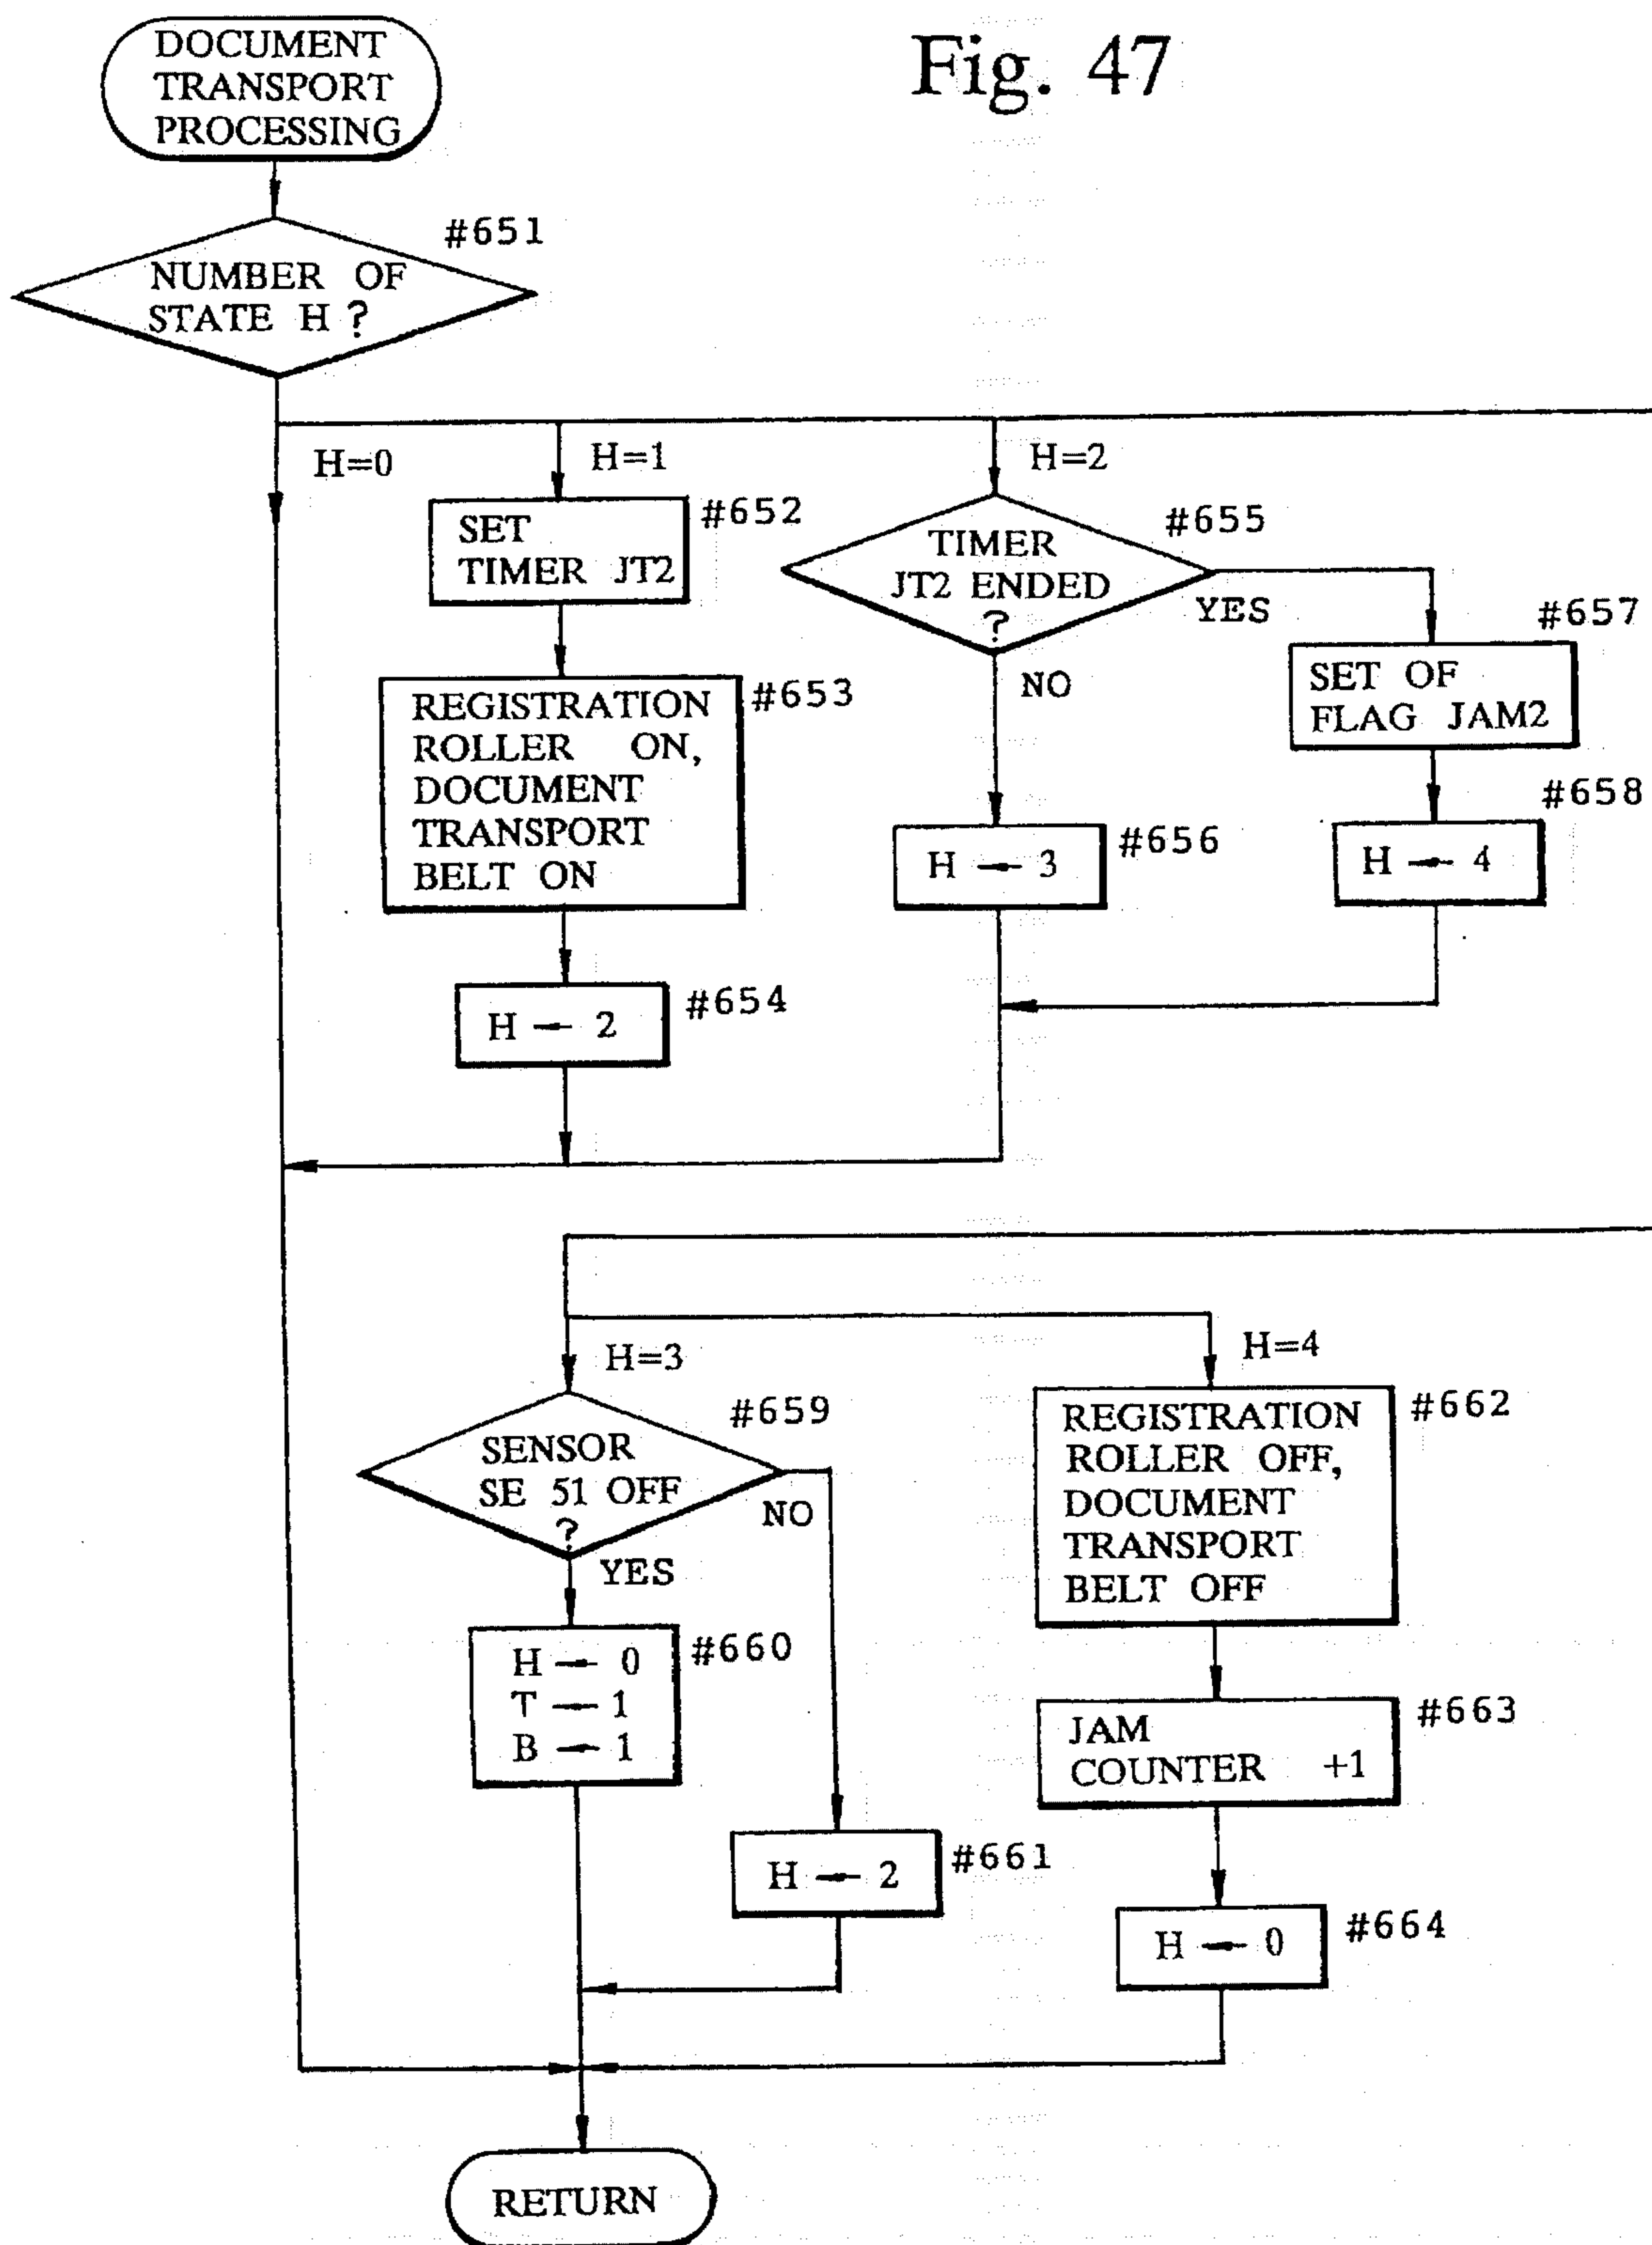 Fig. 47
DOCUMENT
TRANSPORT
PROCESSING
#651
NUMBER OF
STATE H ?
H=0
H=1
H=2
#652
SET
TIMER JT2
#655
TIMER
JT2 ENDED
?
YES
NO
#657
SET OF
FLAG JAM2
#653
REGISTRATION
ROLLER ON,
DOCUMENT
TRANSPORT
BELT ON
#658
H ← 4
#656
H ← 3
#654
H ← 2
H=3
H=4
#659
SENSOR
SE 51 OFF
?
NO
YES
#662
REGISTRATION
ROLLER OFF,
DOCUMENT
TRANSPORT
BELT OFF
#660
H ← 0
T ← 1
B ← 1
#663
JAM
COUNTER +1
#661
H ← 2
#664
H ← 0
RETURN